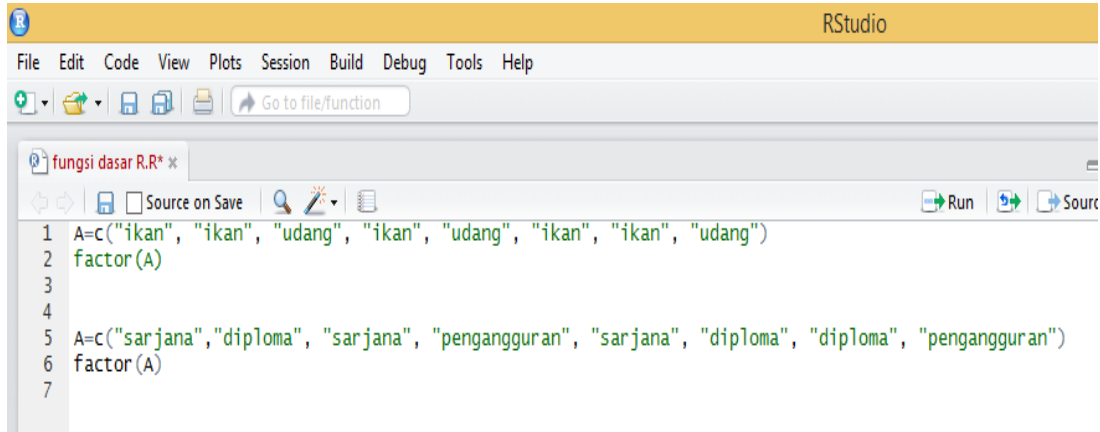 RStudio
File Edit Code View Plots Session Build Debug Tools Help
Go to file/function
fungsi dasar R.R*
Source on Save Run Sourc
1 A=c("ikan", "ikan", "udang", "ikan", "udang", "ikan", "ikan", "udang")
2 factor(A)
3
4
5 A=c("sarjana","diploma", "sarjana", "pengangguran", "sarjana", "diploma", "diploma", "pengangguran")
6 factor(A)
7